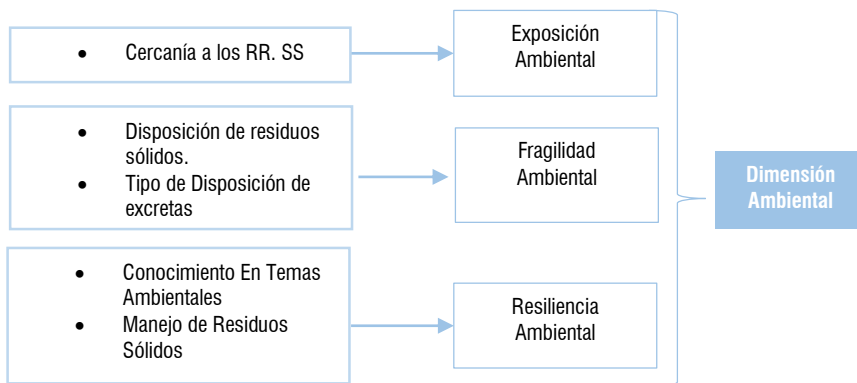 • Cercanía a los RR. SS
Exposición
Ambiental
• Disposición de residuos
sólidos.
• Tipo de Disposición de
excretas
Fragilidad
Ambiental
• Conocimiento En Temas
Ambientales
• Manejo de Residuos
Sólidos
Resiliencia
Ambiental
Dimensión
Ambiental